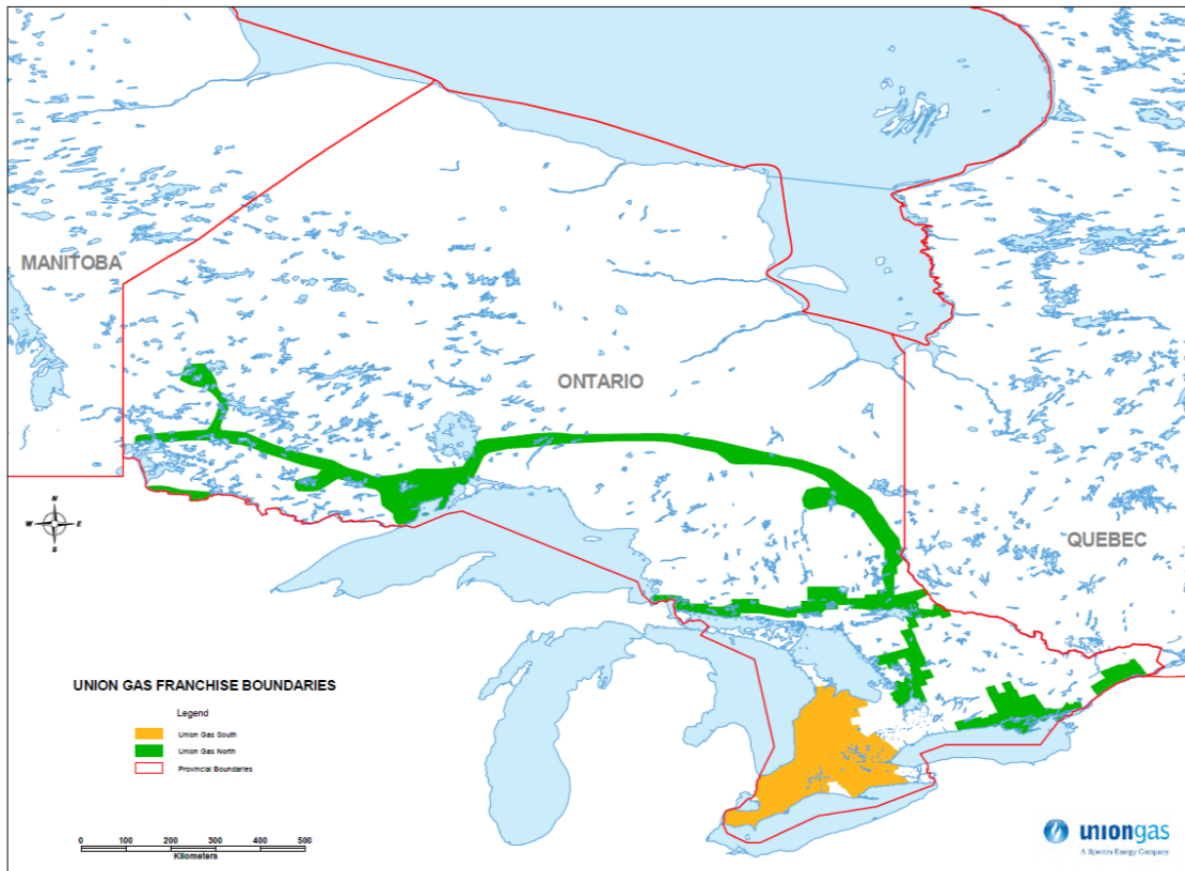 MANITOBA
ONTARIO
QUEBEC
N
W E
S
UNION GAS FRANCHISE BOUNDARIES
Legend
Union Gas South
Union Gas North
Provincial Boundaries
0 100 200 300 400 500
Kilometers
uniongas
A Spectra Energy Company